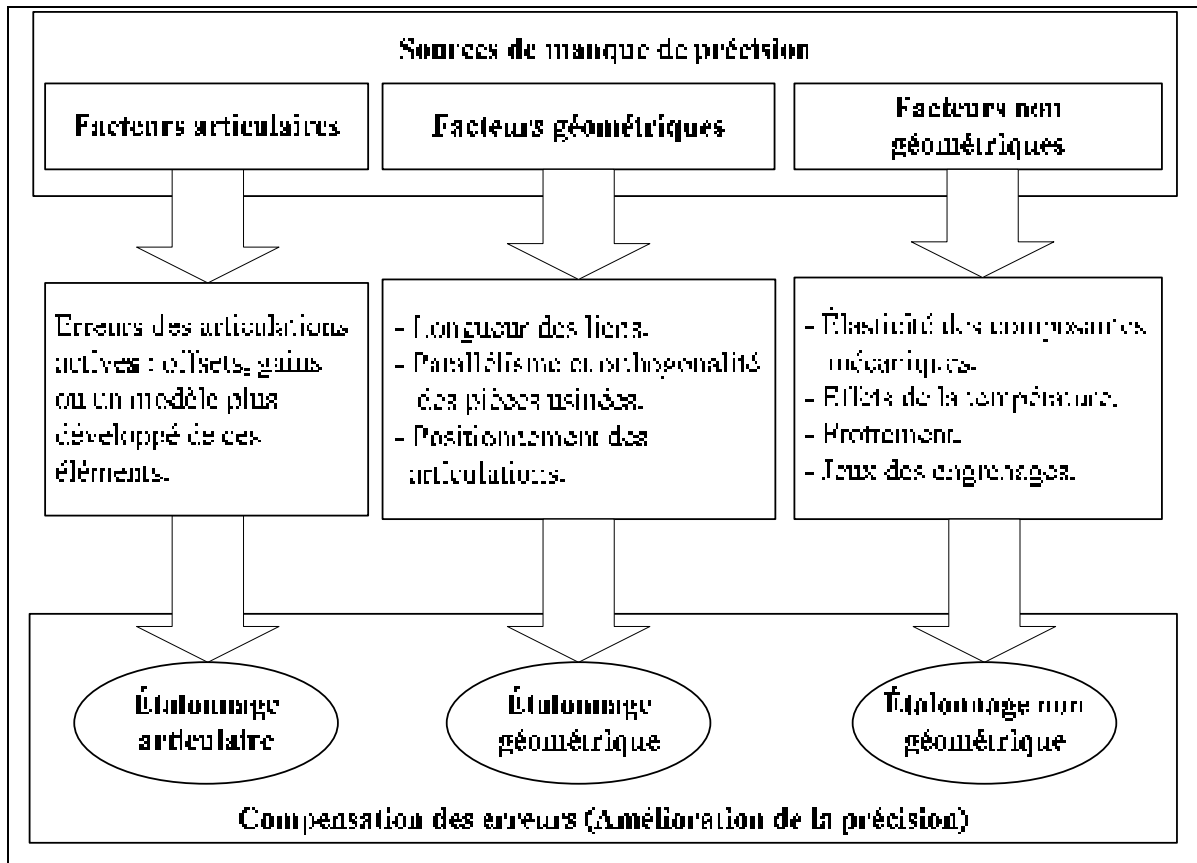 Sources de manque de précision
Facteurs articulaires
Facteurs géométriques
Facteurs non
géométriques
Erreurs des articulations
actives : offsets, gains
ou un modèle plus
développé de ces
éléments.
- Longueur des liens.
- Parallélisme et orthogonalité
des pièces usinées.
- Positionnement des
articulations.
- Élasticité des composantes
mécaniques.
- Effets de la température.
- Frottement.
- Jeux des engrenages.
Étalonnage
articulaire
Étalonnage
géométrique
Étalonnage non
géométrique
Compensation des erreurs (Amélioration de la précision)